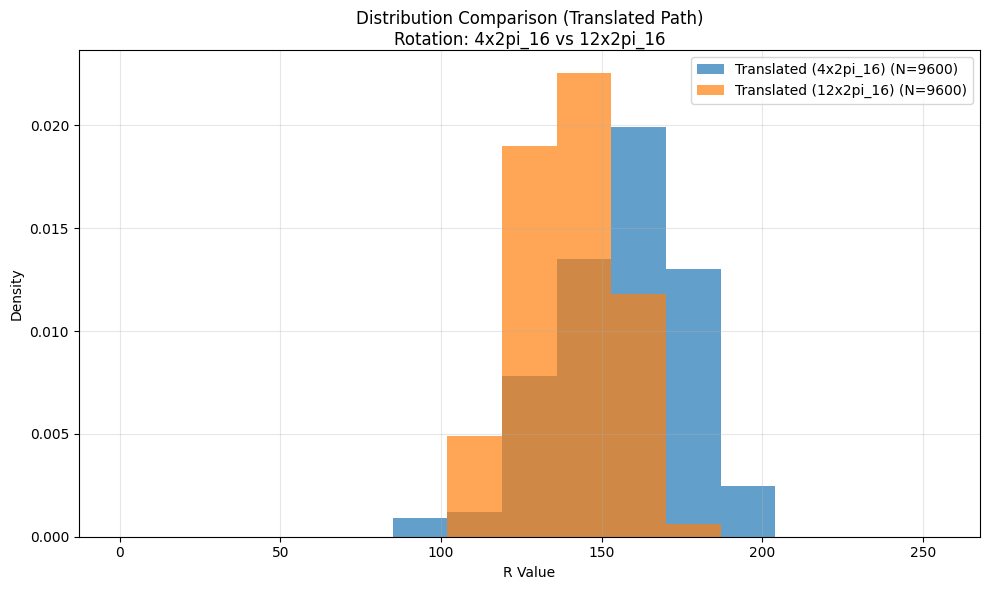 Distribution Comparison (Translated Path)
Rotation: 4x2pi_16 vs 12x2pi_16
Translated (4x2pi_16) (N=9600)
Translated (12x2pi_16) (N=9600)
Density
0.020
0.015
0.010
0.005
0.000
0 50 100 150 200 250
R Value